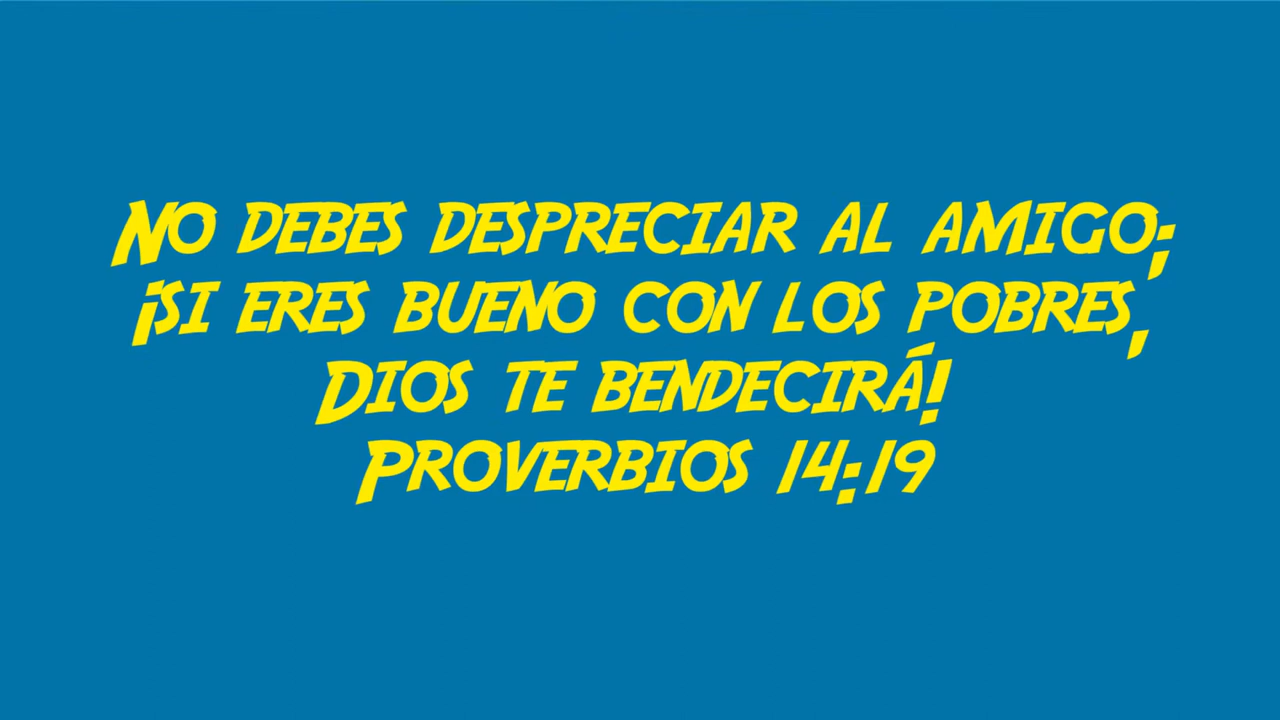 No debes despreciar al amigo;
¡si eres bueno con los pobres,
Dios te bendecirá!
Proverbios 14:19